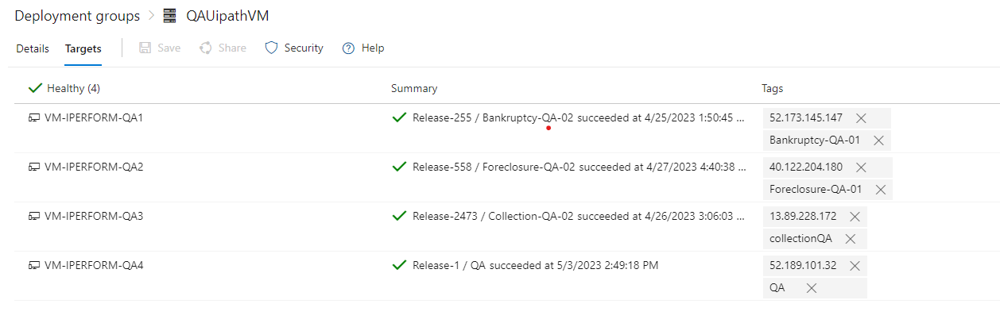 Deployment groups > QAUipathVM
Details Targets Save Share Security Help
Healthy (4) Summary Tags
VM-IPERFORM-QA1 Release-255 / Bankruptcy-QA-02 succeeded at 4/25/2023 1:50:45 ... 52.173.145.147
Bankruptcy-QA-01
VM-IPERFORM-QA2 Release-558 / Foreclosure-QA-02 succeeded at 4/27/2023 4:40:38 ... 40.122.204.180
Foreclosure-QA-01
VM-IPERFORM-QA3 Release-2473 / Collection-QA-02 succeeded at 4/26/2023 3:06:03 ... 13.89.228.172
collectionQA
VM-IPERFORM-QA4 Release-1 / QA succeeded at 5/3/2023 2:49:18 PM 52.189.101.32
QA